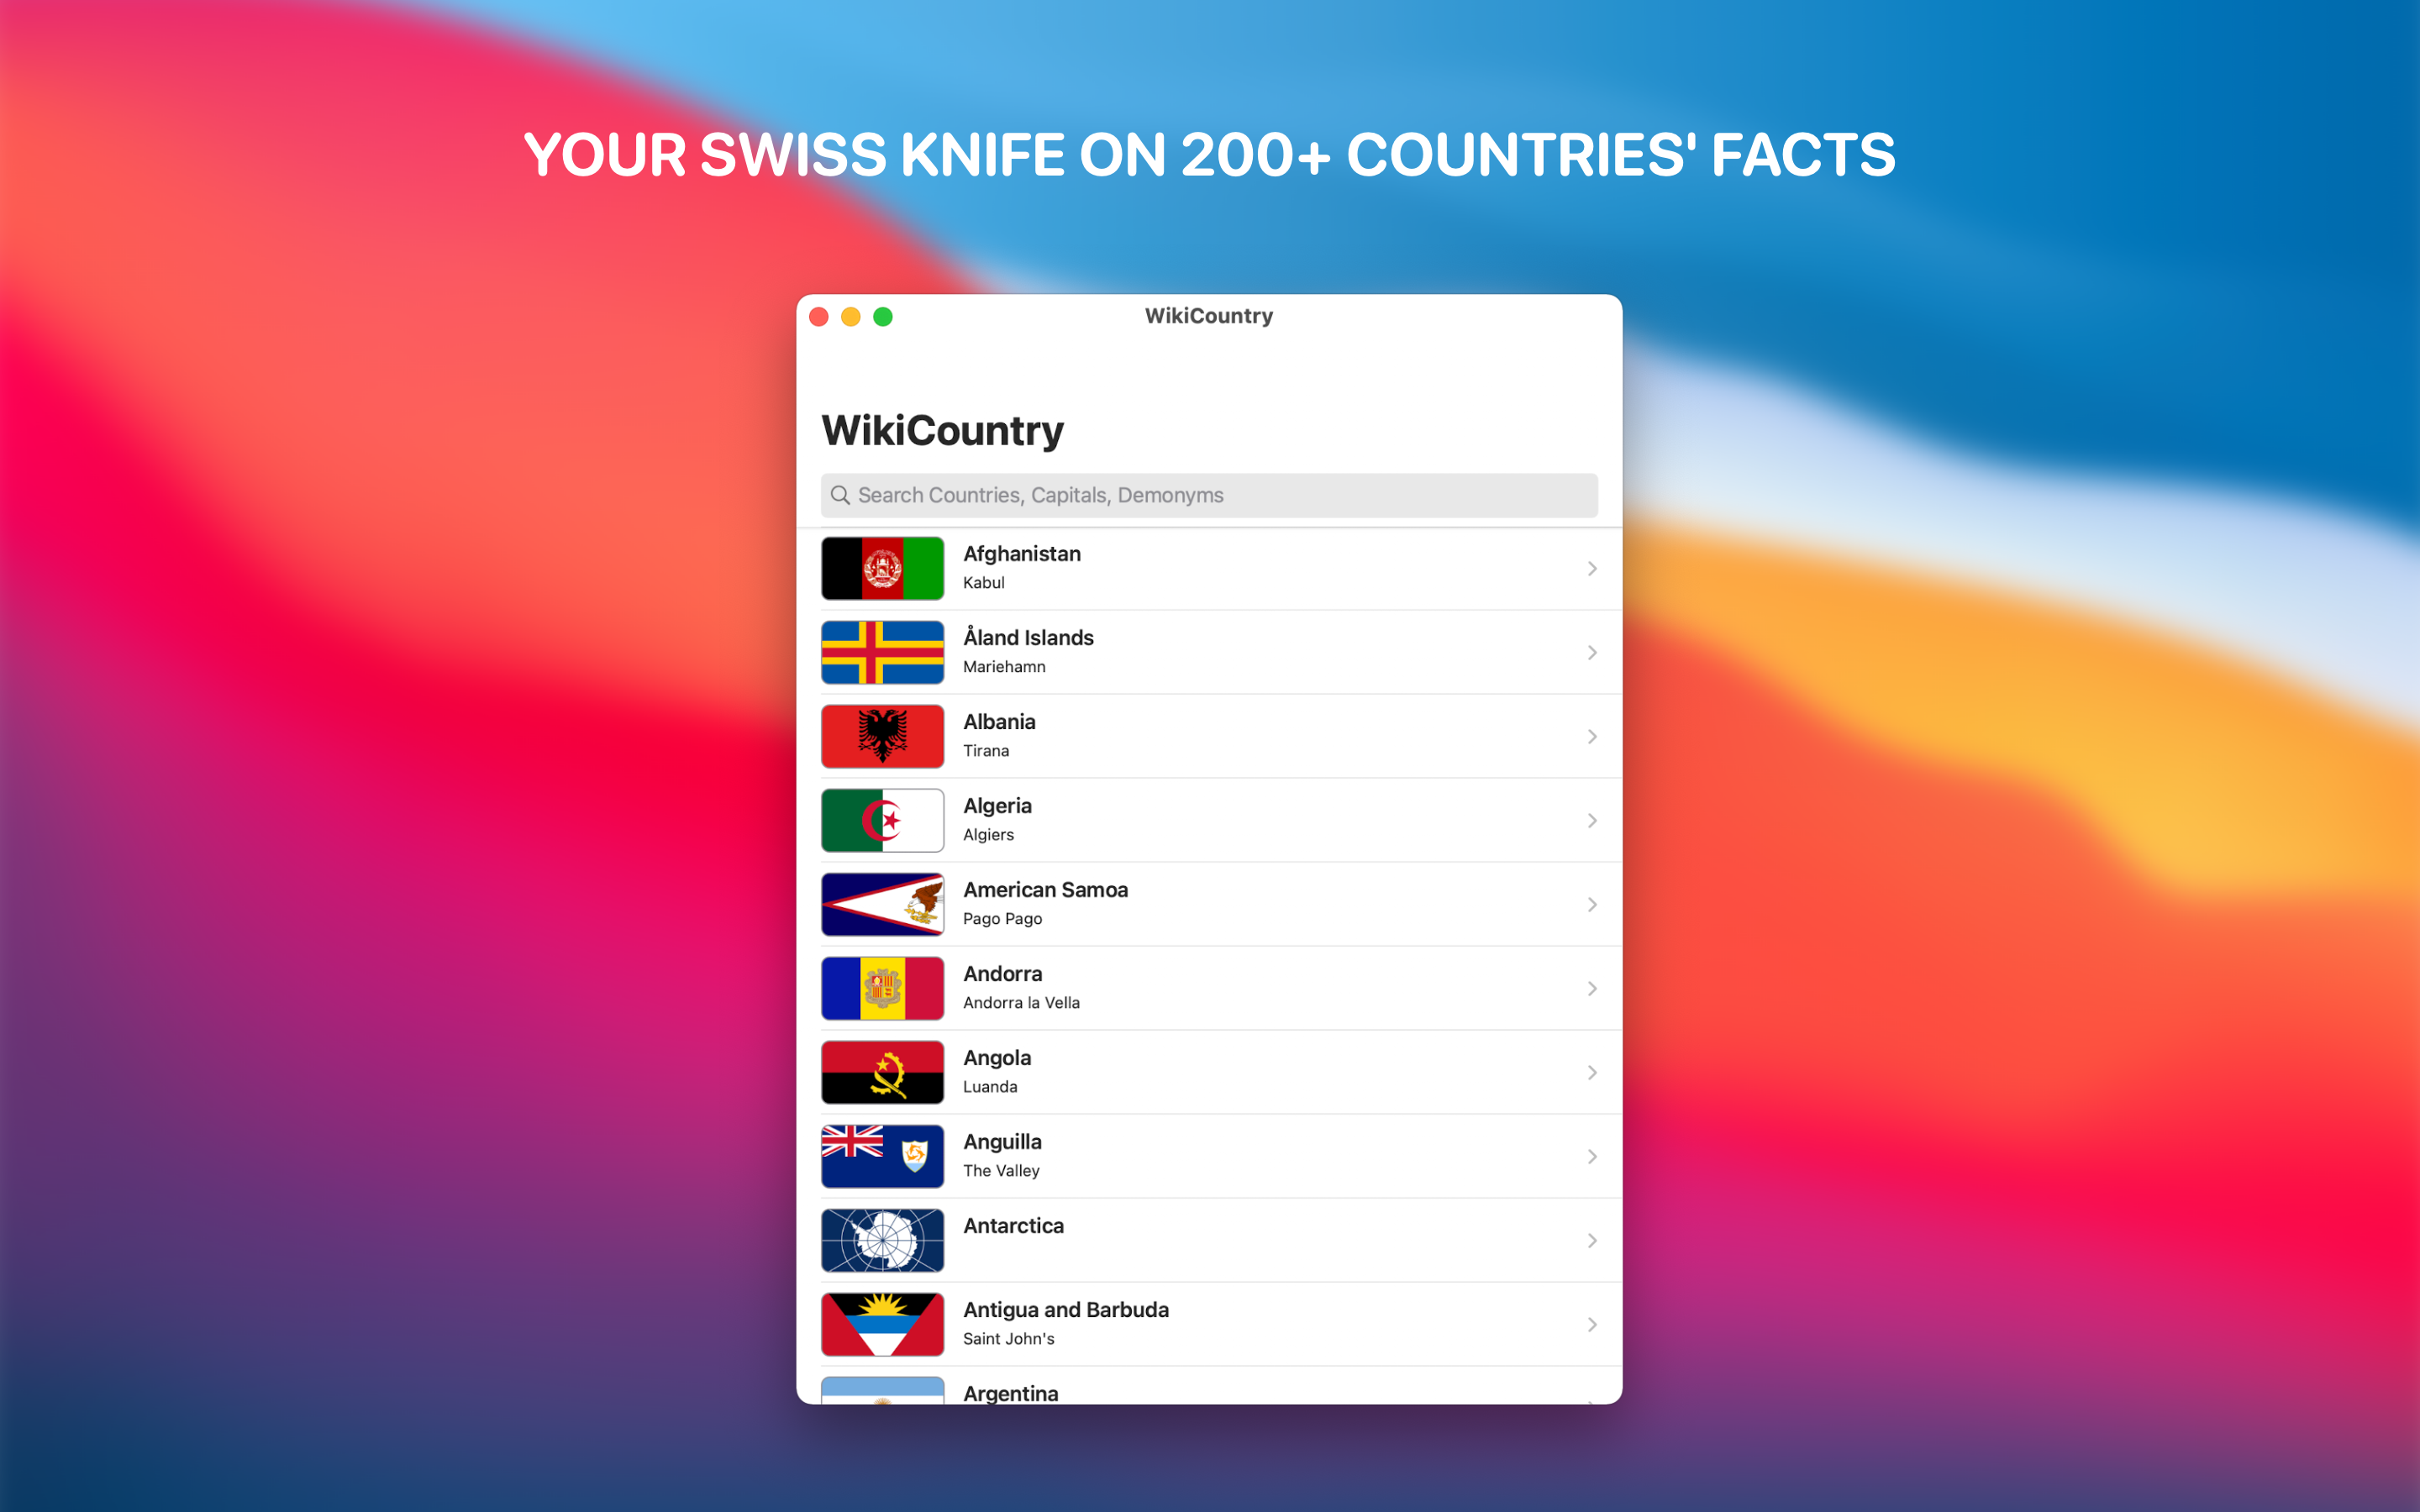 YOUR SWISS KNIFE ON 200+ COUNTRIES' FACTS
WikiCountry
WikiCountry
Search Countries, Capitals, Demonyms
Afghanistan
Kabul
Åland Islands
Mariehamn
Albania
Tirana
Algeria
Algiers
American Samoa
Pago Pago
Andorra
Andorra la Vella
Angola
Luanda
Anguilla
The Valley
Antarctica
Antigua and Barbuda
Saint John's
Argentina